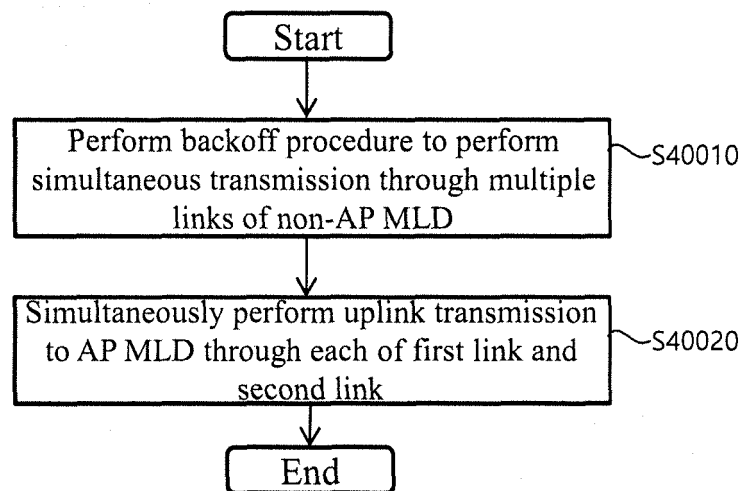 Start
Perform backoff procedure to perform
simultaneous transmission through multiple
links of non-AP MLD
S40010
Simultaneously perform uplink transmission
to AP MLD through each of first link and
second link
S40020
End